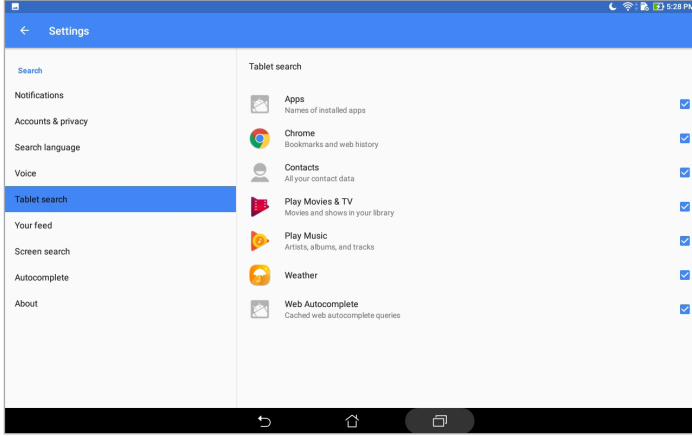 5:28 PM
Settings
Search
Notifications
Accounts & privacy
Search language
Voice
Tablet search
Your feed
Screen search
Autocomplete
About
Tablet search
Apps
Names of installed apps
Chrome
Bookmarks and web history
Contacts
All your contact data
Play Movies & TV
Movies and shows in your library
Play Music
Artists, albums, and tracks
Weather
Web Autocomplete
Cached web autocomplete queries